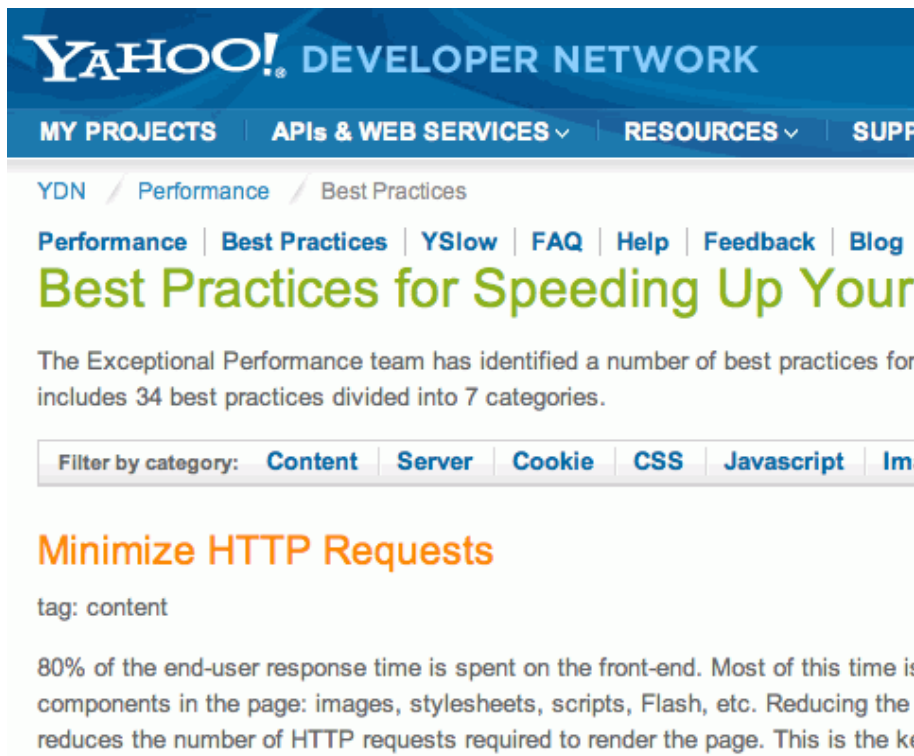 YAHOO!® DEVELOPER NETWORK
MY PROJECTS APIs & WEB SERVICES RESOURCES SUPP
YDN / Performance / Best Practices
Performance | Best Practices | YSlow | FAQ | Help | Feedback | Blog
Best Practices for Speeding Up Your
The Exceptional Performance team has identified a number of best practices for
includes 34 best practices divided into 7 categories.
Filter by category: Content Server Cookie CSS Javascript Im
Minimize HTTP Requests
tag: content
80% of the end-user response time is spent on the front-end. Most of this time is
components in the page: images, stylesheets, scripts, Flash, etc. Reducing the
reduces the number of HTTP requests required to render the page. This is the k